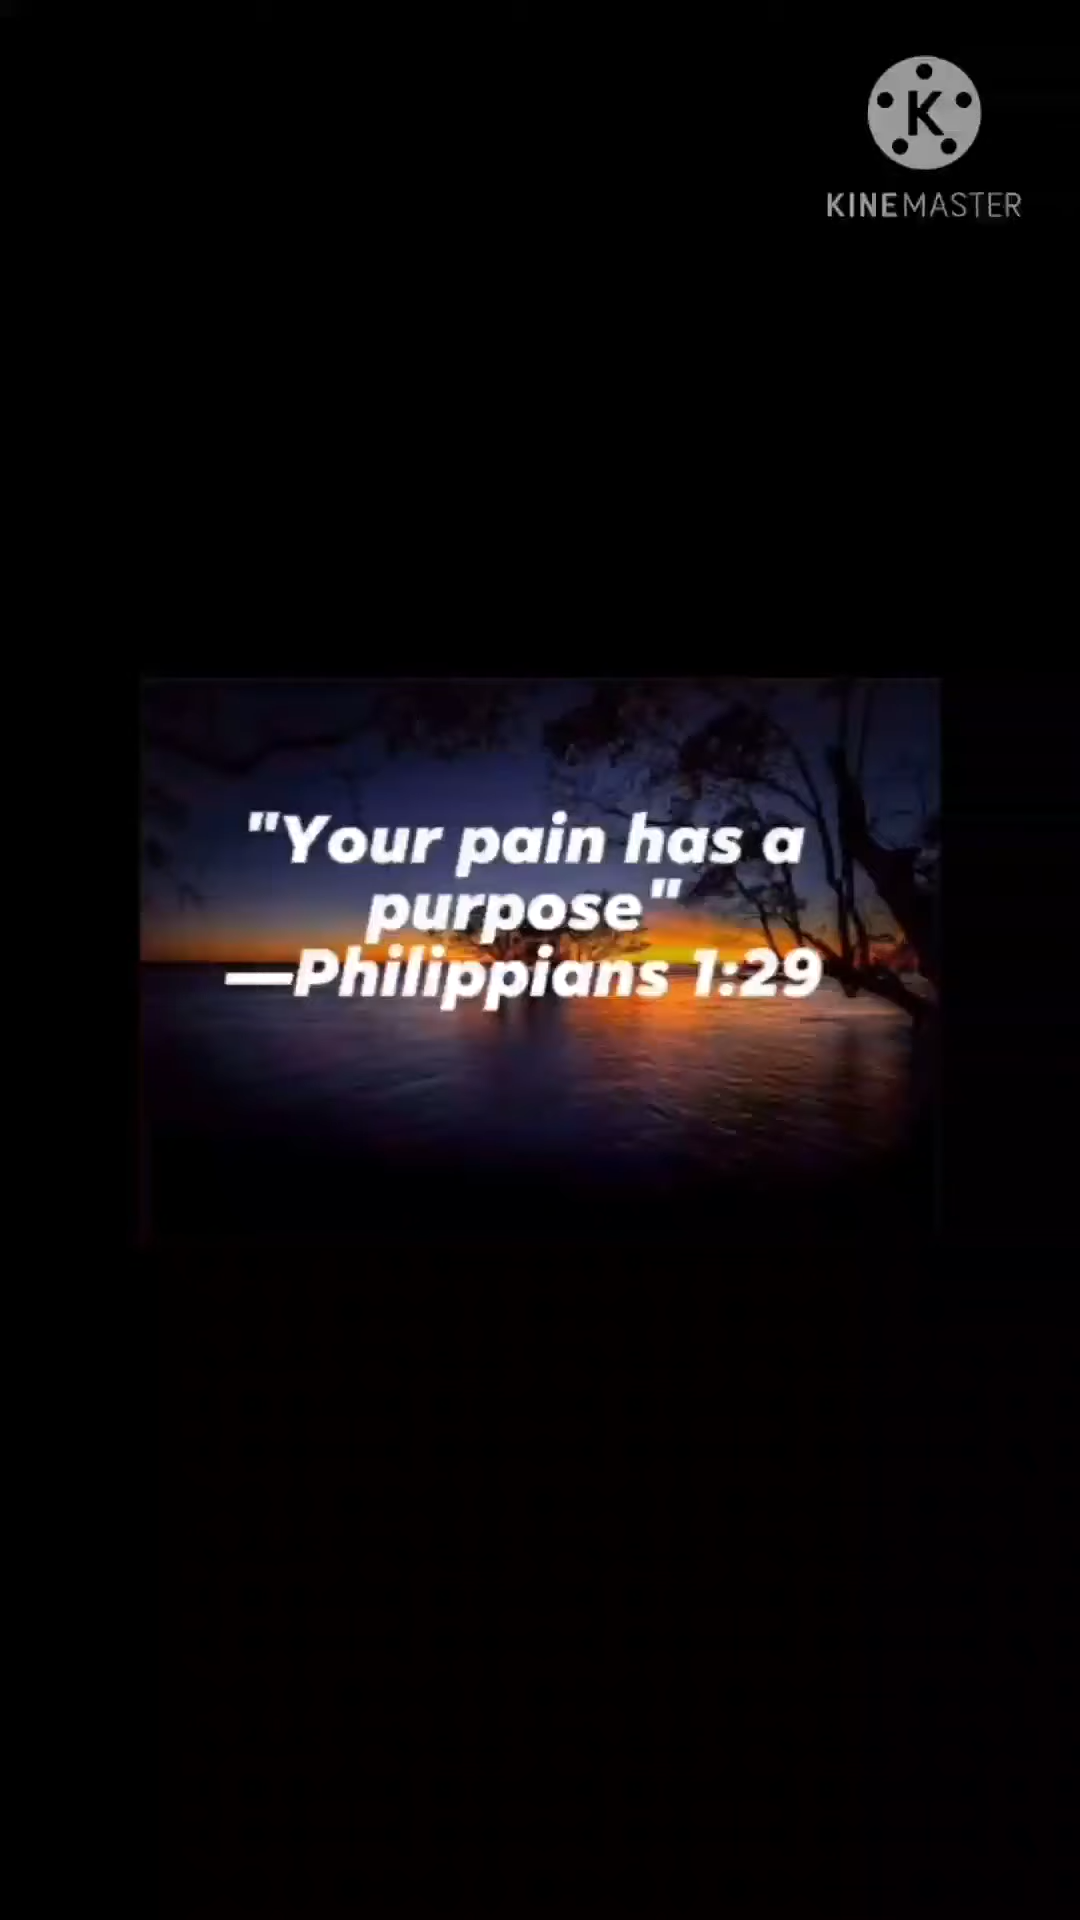 K
KINEMASTER
"Your pain has a
purpose"
—Philippians 1:29